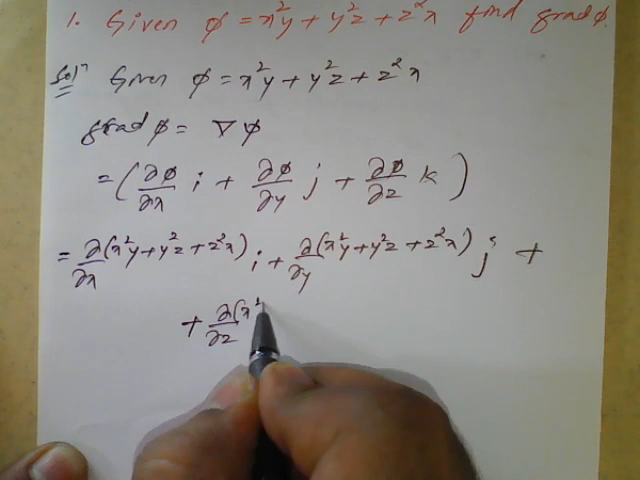 1. Given φ = x²y + y²z + z²x find grad φ.
Solⁿ Given φ = x²y + y²z + z²x
grad φ = ∇φ
= (∂φ/∂x i + ∂φ/∂y j + ∂φ/∂z k)
= ∂/∂x (x²y + y²z + z²x) i + ∂/∂y (x²y + y²z + z²x) j +
+ ∂/∂z (x²